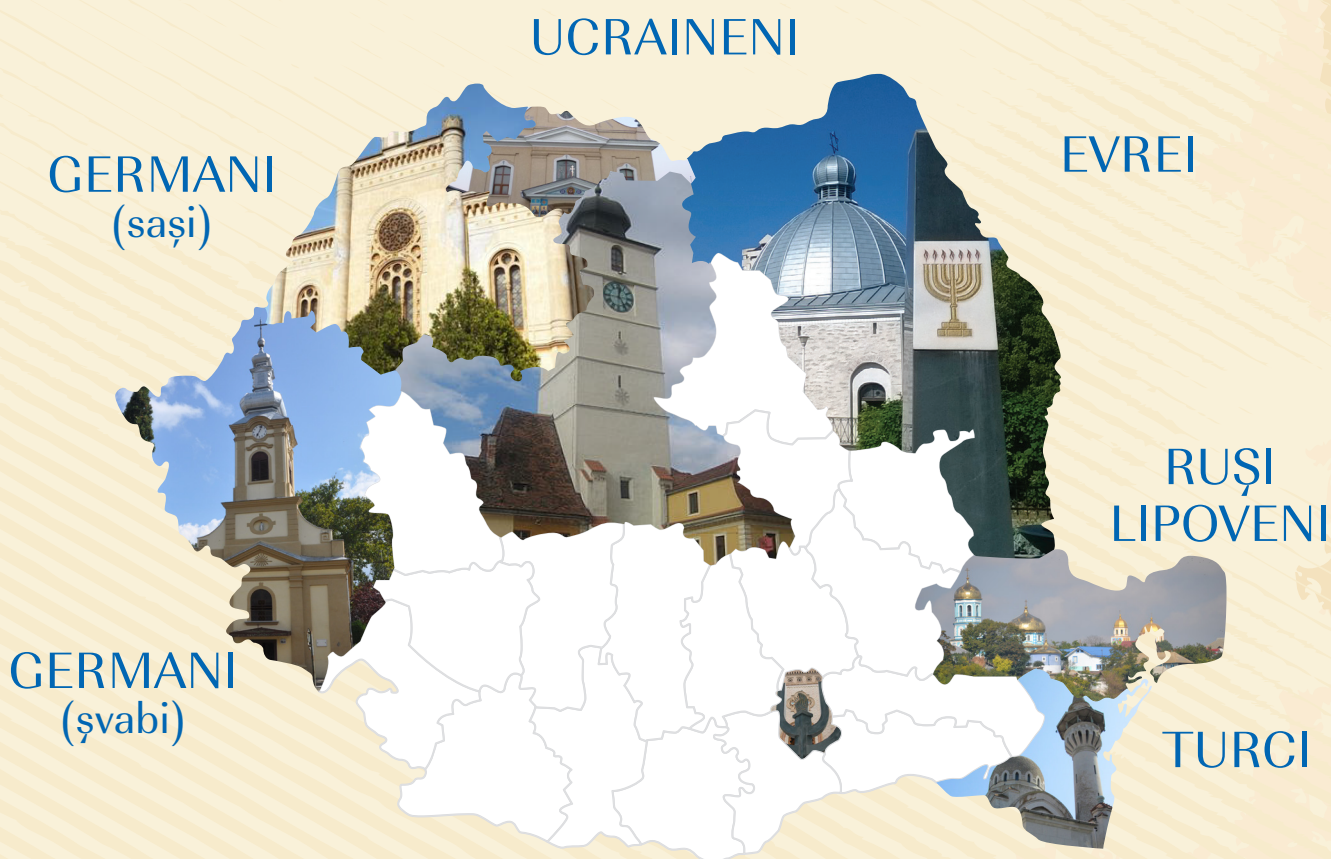 UCRAINENI
EVREI
GERMANI
(sași)
RUȘI
LIPOVENI
GERMANI
(șvabi)
TURCI